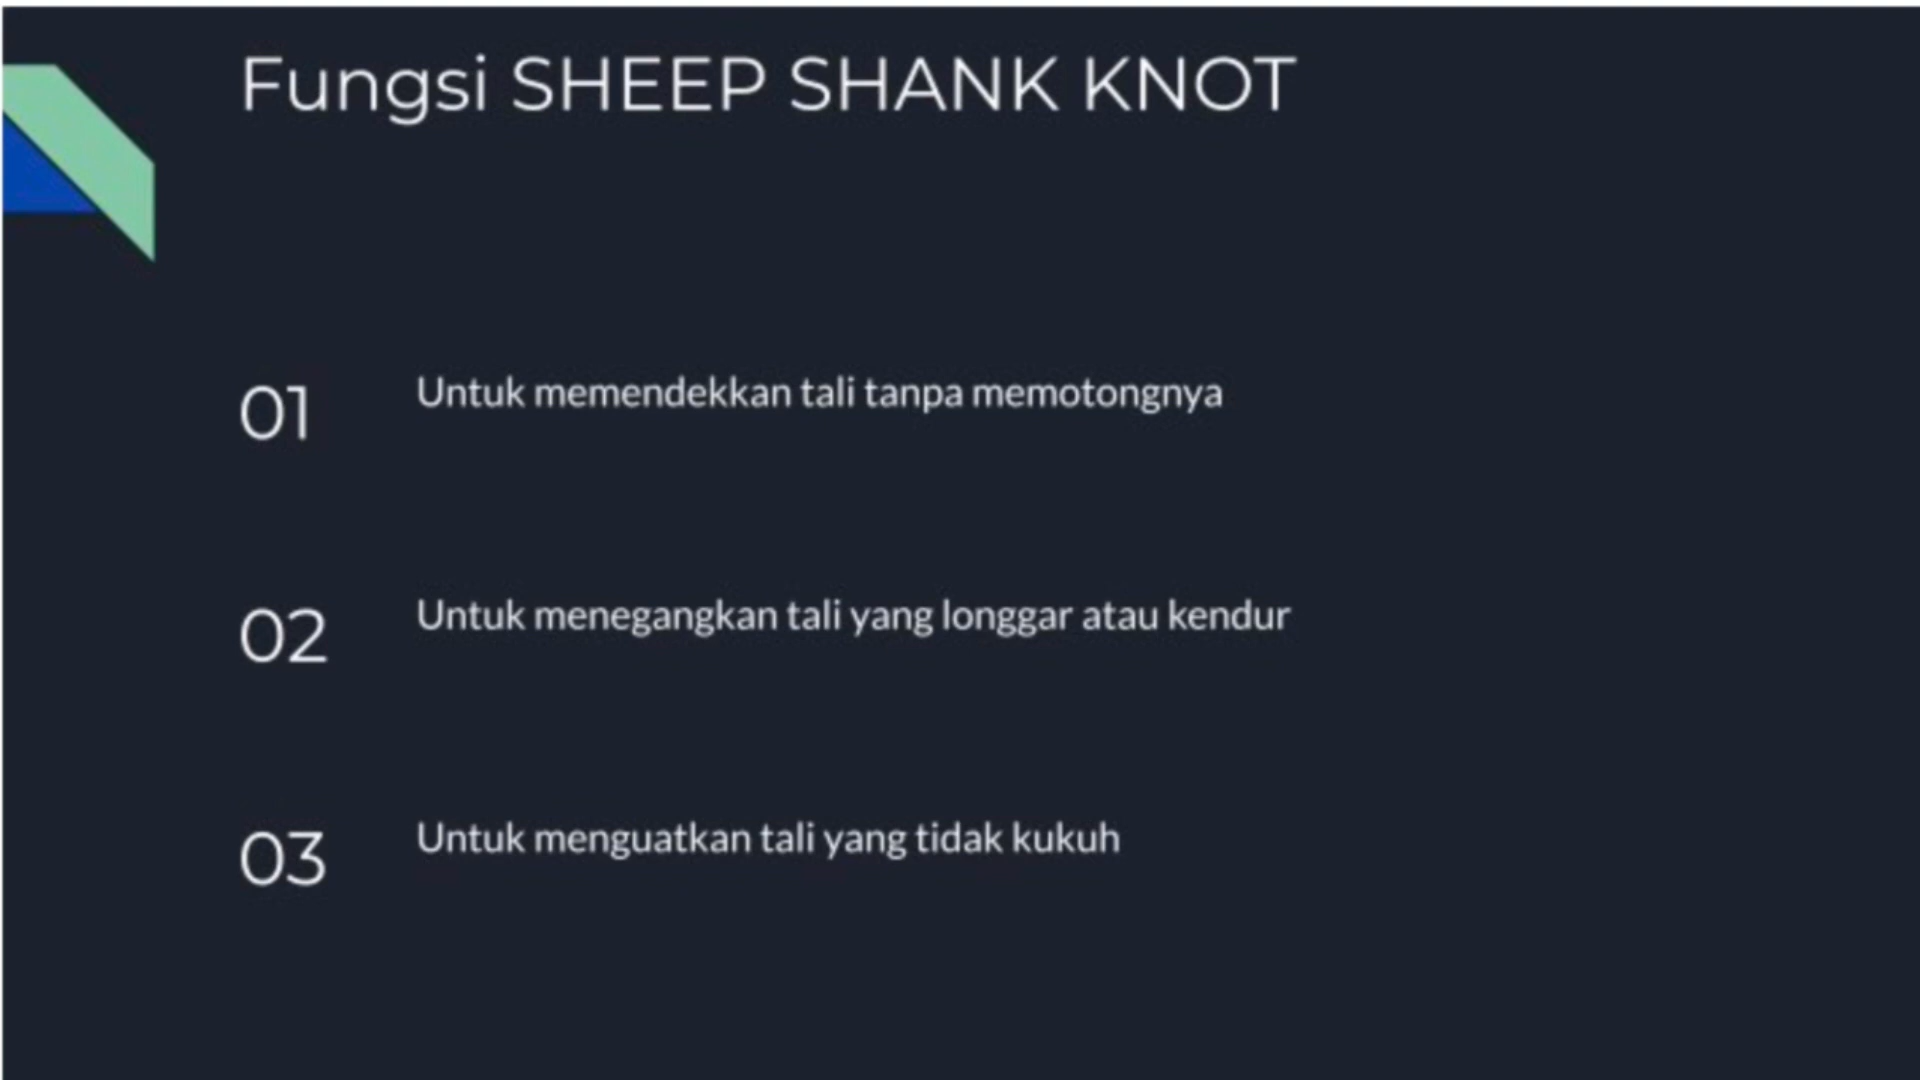 Fungsi SHEEP SHANK KNOT
01 Untuk memendekkan tali tanpa memotongnya
02 Untuk menegangkan tali yang longgar atau kendur
03 Untuk menguatkan tali yang tidak kukuh